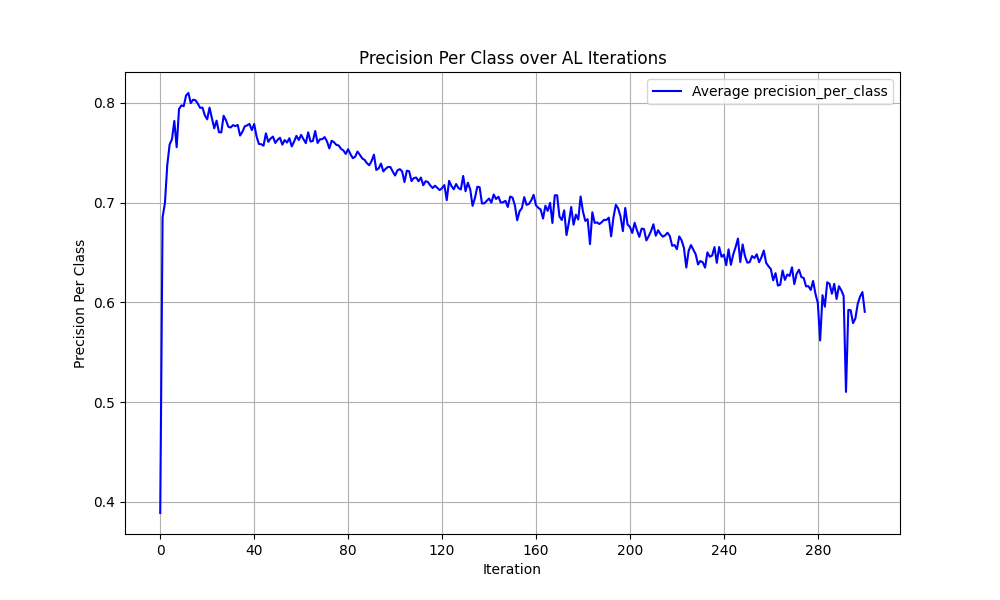 Precision Per Class over AL Iterations
Average precision_per_class
Precision Per Class
0.8
0.7
0.6
0.5
0.4
0 40 80 120 160 200 240 280
Iteration